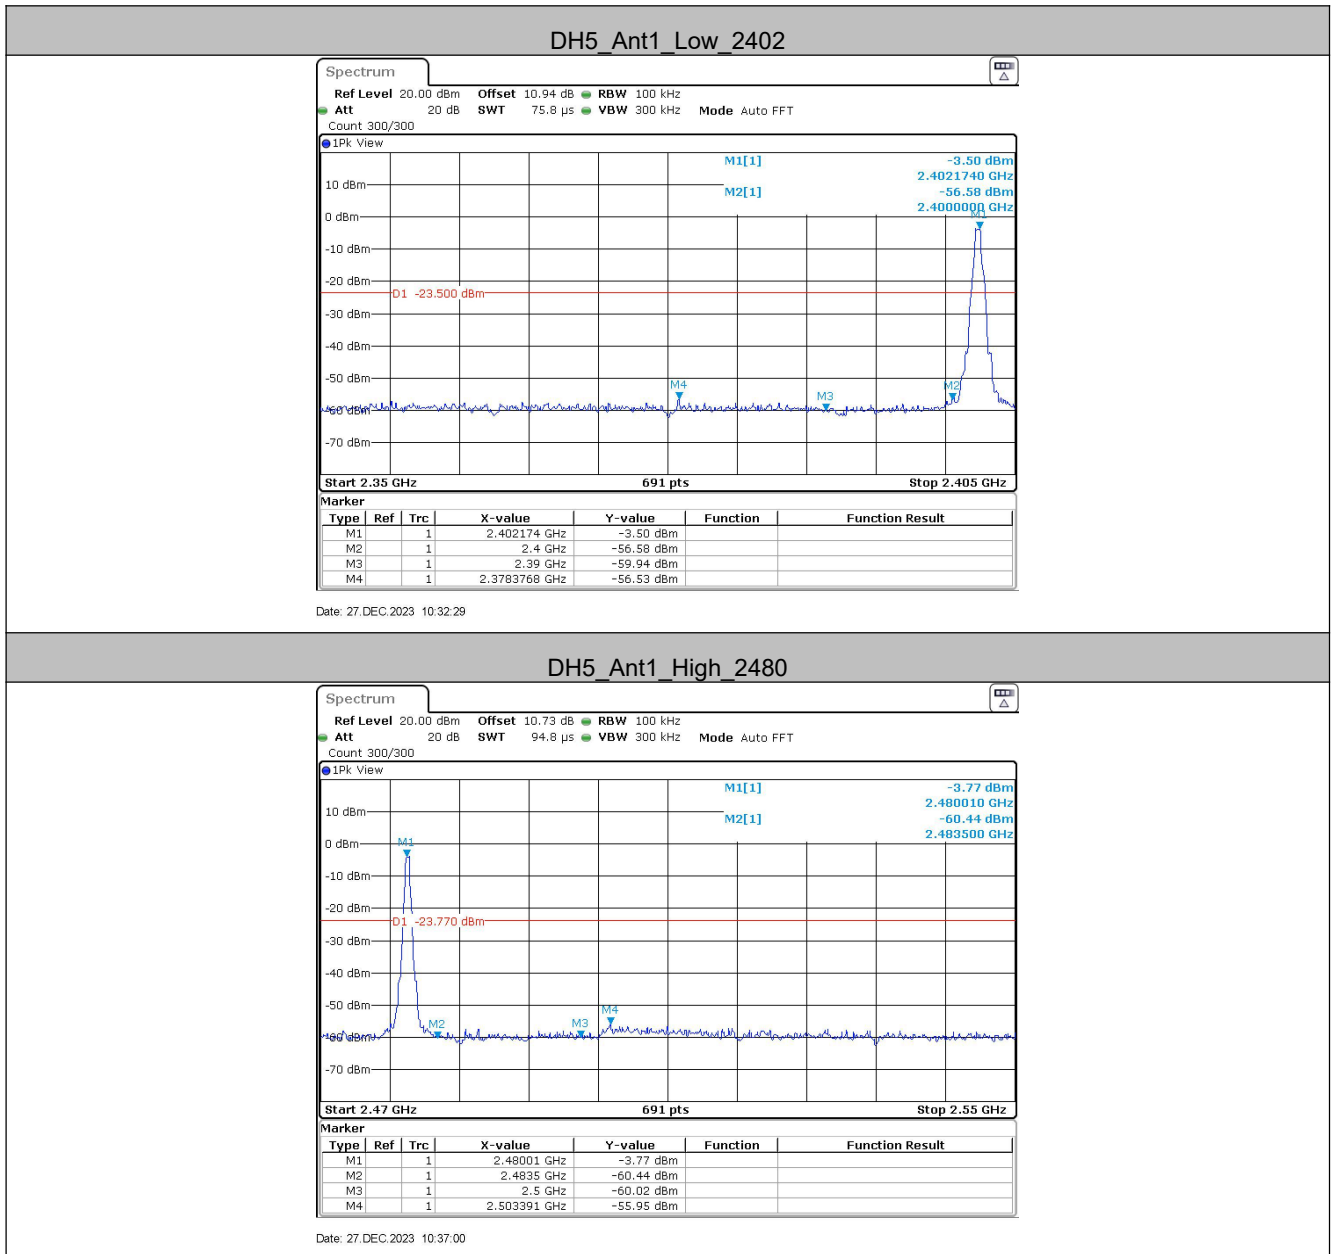 DH5_Ant1_Low_2402
Spectrum
Ref Level 20.00 dBm Offset 10.94 dB RBW 100 kHz
Att 20 dB SWT 75.8 µs VBW 300 kHz Mode Auto FFT
Count 300/300
1Pk View
M1[1] -3.50 dBm
2.4021740 GHz
M2[1] -56.58 dBm
2.4000000 GHz
M1
10 dBm
0 dBm
-10 dBm
-20 dBm
D1 -23.500 dBm
-30 dBm
-40 dBm
-50 dBm
M4
M3
M2
-60 dBm
-70 dBm
Start 2.35 GHz 691 pts Stop 2.405 GHz
Marker
Type Ref Trc X-value Y-value Function Function Result
M1 1 2.402174 GHz -3.50 dBm
M2 1 2.4 GHz -56.58 dBm
M3 1 2.39 GHz -59.94 dBm
M4 1 2.3783768 GHz -56.53 dBm
Date: 27.DEC.2023 10:32:29
DH5_Ant1_High_2480
Spectrum
Ref Level 20.00 dBm Offset 10.73 dB RBW 100 kHz
Att 20 dB SWT 94.8 µs VBW 300 kHz Mode Auto FFT
Count 300/300
1Pk View
M1[1] -3.77 dBm
2.480010 GHz
M2[1] -60.44 dBm
2.483500 GHz
10 dBm
0 dBm
M1
-10 dBm
-20 dBm
D1 -23.770 dBm
-30 dBm
-40 dBm
-50 dBm
M2
M3
M4
-60 dBm
-70 dBm
Start 2.47 GHz 691 pts Stop 2.55 GHz
Marker
Type Ref Trc X-value Y-value Function Function Result
M1 1 2.48001 GHz -3.77 dBm
M2 1 2.4835 GHz -60.44 dBm
M3 1 2.5 GHz -60.02 dBm
M4 1 2.503391 GHz -55.95 dBm
Date: 27.DEC.2023 10:37:00